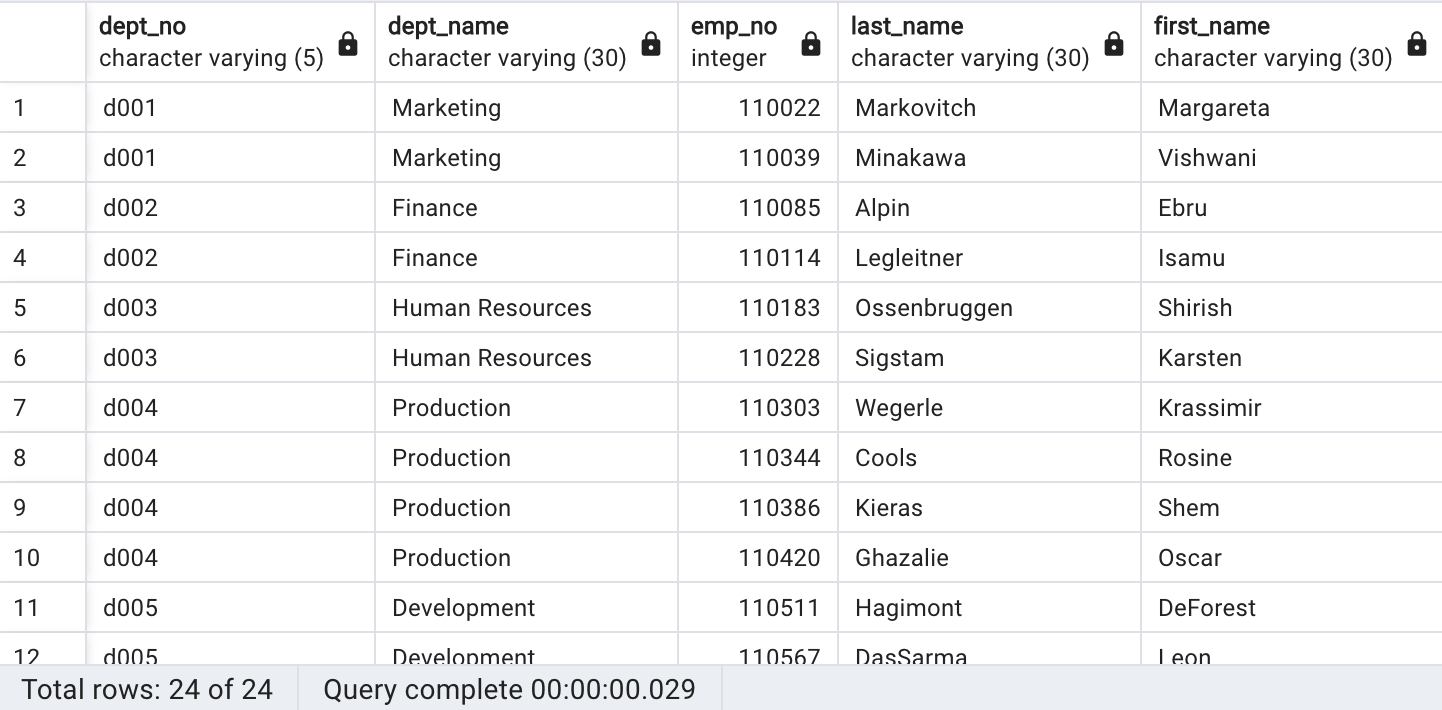 dept_no dept_name emp_no last_name first_name
character varying (5) character varying (30) integer character varying (30) character varying (30)
1 d001 Marketing 110022 Markovitch Margareta
2 d001 Marketing 110039 Minakawa Vishwani
3 d002 Finance 110085 Alpin Ebru
4 d002 Finance 110114 Legleitner Isamu
5 d003 Human Resources 110183 Ossenbruggen Shirish
6 d003 Human Resources 110228 Sigstam Karsten
7 d004 Production 110303 Wegerle Krassimir
8 d004 Production 110344 Cools Rosine
9 d004 Production 110386 Kieras Shem
10 d004 Production 110420 Ghazalie Oscar
11 d005 Development 110511 Hagimont DeForest
12 d005 Development 110567 DasSarma Leon
Total rows: 24 of 24 Query complete 00:00:00.029